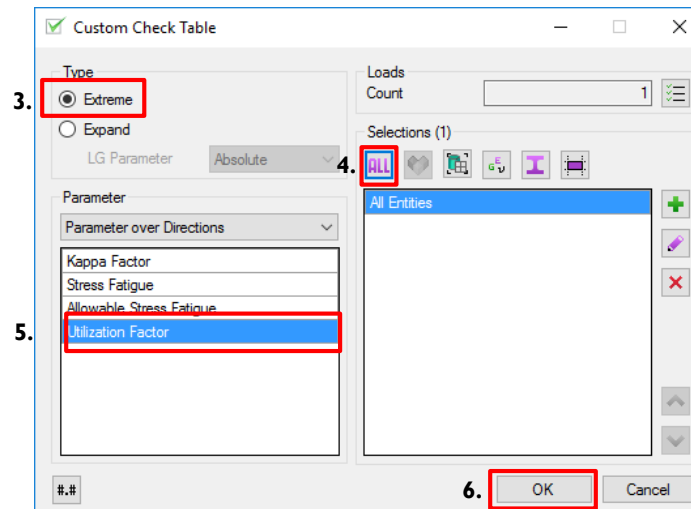 Custom Check Table
Type
3. Extreme
Expand
LG Parameter Absolute
Parameter
Parameter over Directions
Kappa Factor
Stress Fatigue
Allowable Stress Fatigue
5. Utilization Factor
#.#
Loads
Count 1
Selections (1)
4. ALL GEν
All Entities
6. OK Cancel